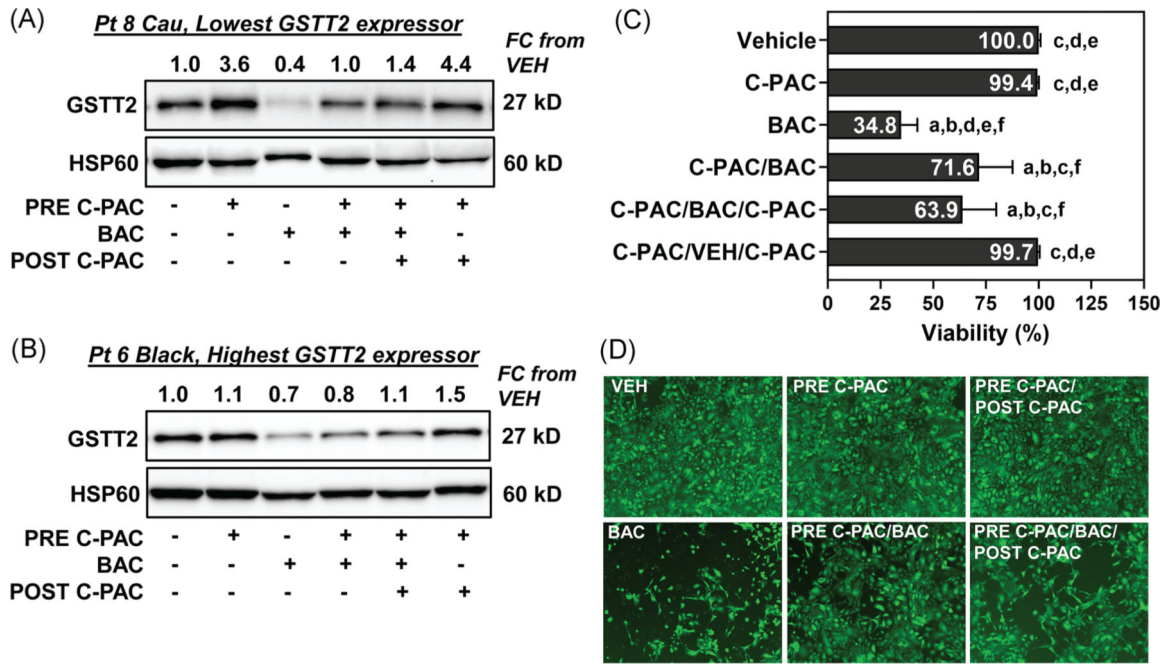 (A)
Pt 8 Cau, Lowest GSTT2 expressor
FC from
VEH
1.0 3.6 0.4 1.0 1.4 4.4
GSTT2 27 kD
HSP60 60 kD
PRE C-PAC - + - + + +
BAC - - + + + -
POST C-PAC - - - - + +
(B)
Pt 6 Black, Highest GSTT2 expressor
FC from
VEH
1.0 1.1 0.7 0.8 1.1 1.5
GSTT2 27 kD
HSP60 60 kD
PRE C-PAC - + - + + +
BAC - - + + + -
POST C-PAC - - - - + +
(C)
Vehicle 100.0 c,d,e
C-PAC 99.4 c,d,e
BAC 34.8 a,b,d,e,f
C-PAC/BAC 71.6 a,b,c,f
C-PAC/BAC/C-PAC 63.9 a,b,c,f
C-PAC/VEH/C-PAC 99.7 c,d,e
0 25 50 75 100 125 150
Viability (%)
(D)
VEH
PRE C-PAC
PRE C-PAC/
POST C-PAC
BAC
PRE C-PAC/BAC
PRE C-PAC/BAC/
POST C-PAC